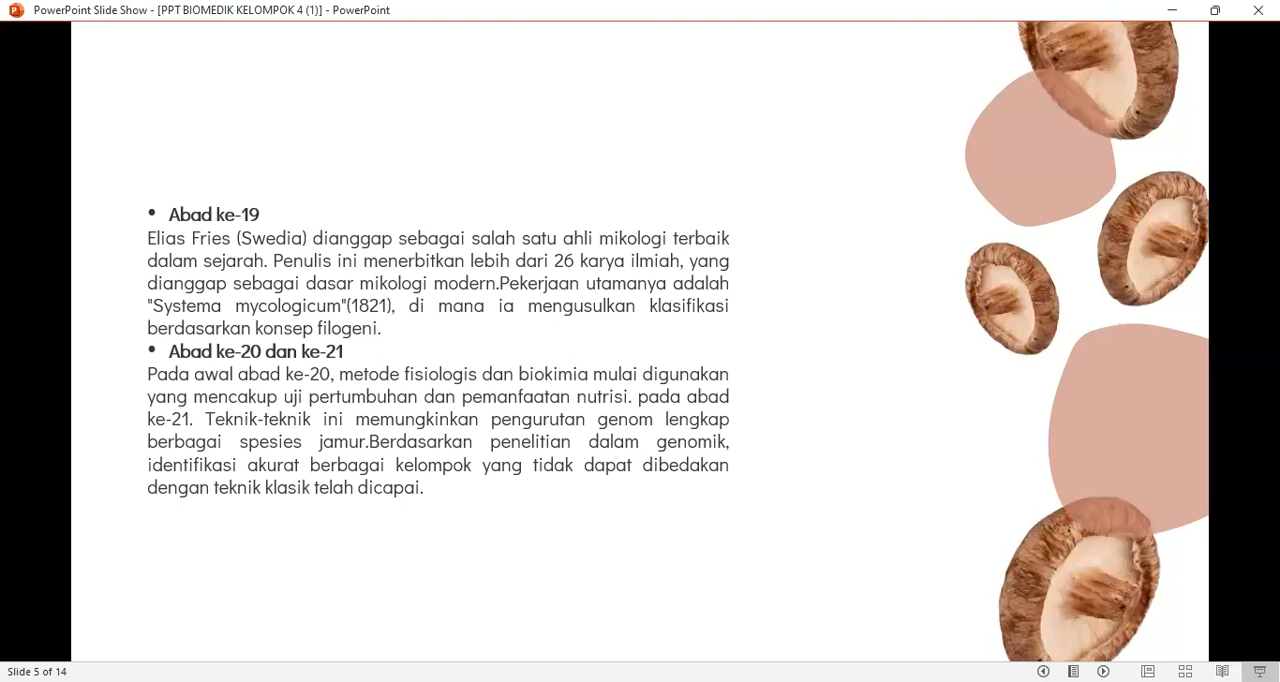 PowerPoint Slide Show - [PPT BIOMEDIK KELOMPOK 4 (1)] - PowerPoint
• Abad ke-19
Elias Fries (Swedia) dianggap sebagai salah satu ahli mikologi terbaik
dalam sejarah. Penulis ini menerbitkan lebih dari 26 karya ilmiah, yang
dianggap sebagai dasar mikologi modern.Pekerjaan utamanya adalah
"Systema mycologicum"(1821), di mana ia mengusulkan klasifikasi
berdasarkan konsep filogeni.
• Abad ke-20 dan ke-21
Pada awal abad ke-20, metode fisiologis dan biokimia mulai digunakan
yang mencakup uji pertumbuhan dan pemanfaatan nutrisi. pada abad
ke-21. Teknik-teknik ini memungkinkan pengurutan genom lengkap
berbagai spesies jamur.Berdasarkan penelitian dalam genomik,
identifikasi akurat berbagai kelompok yang tidak dapat dibedakan
dengan teknik klasik telah dicapai.
Slide 5 of 14